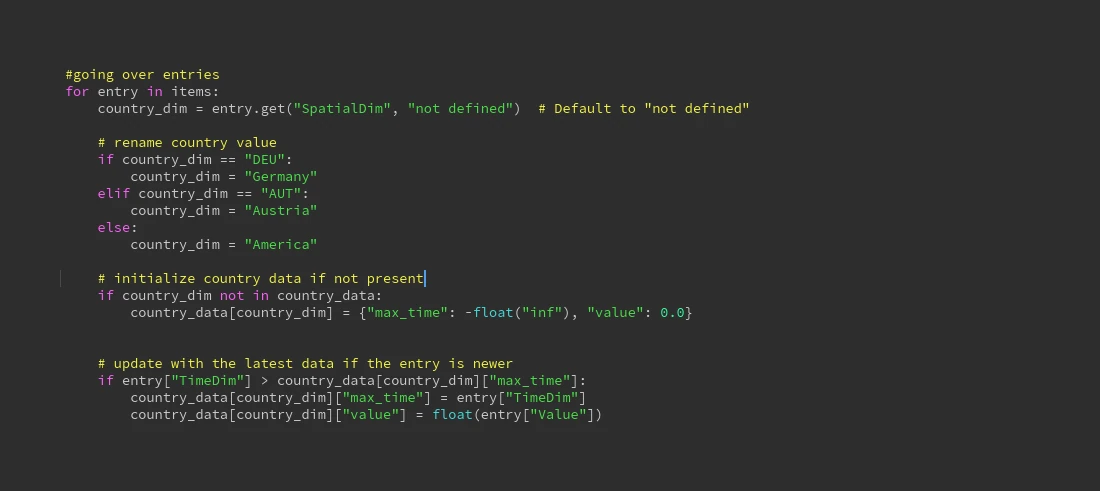 #going over entries
for entry in items:
    country_dim = entry.get("SpatialDim", "not defined")  # Default to "not defined"
    # rename country value
    if country_dim == "DEU":
        country_dim = "Germany"
    elif country_dim == "AUT":
        country_dim = "Austria"
    else:
        country_dim = "America"
    # initialize country data if not present
    if country_dim not in country_data:
        country_data[country_dim] = {"max_time": -float("inf"), "value": 0.0}
    # update with the latest data if the entry is newer
    if entry["TimeDim"] > country_data[country_dim]["max_time"]:
        country_data[country_dim]["max_time"] = entry["TimeDim"]
        country_data[country_dim]["value"] = float(entry["Value"])